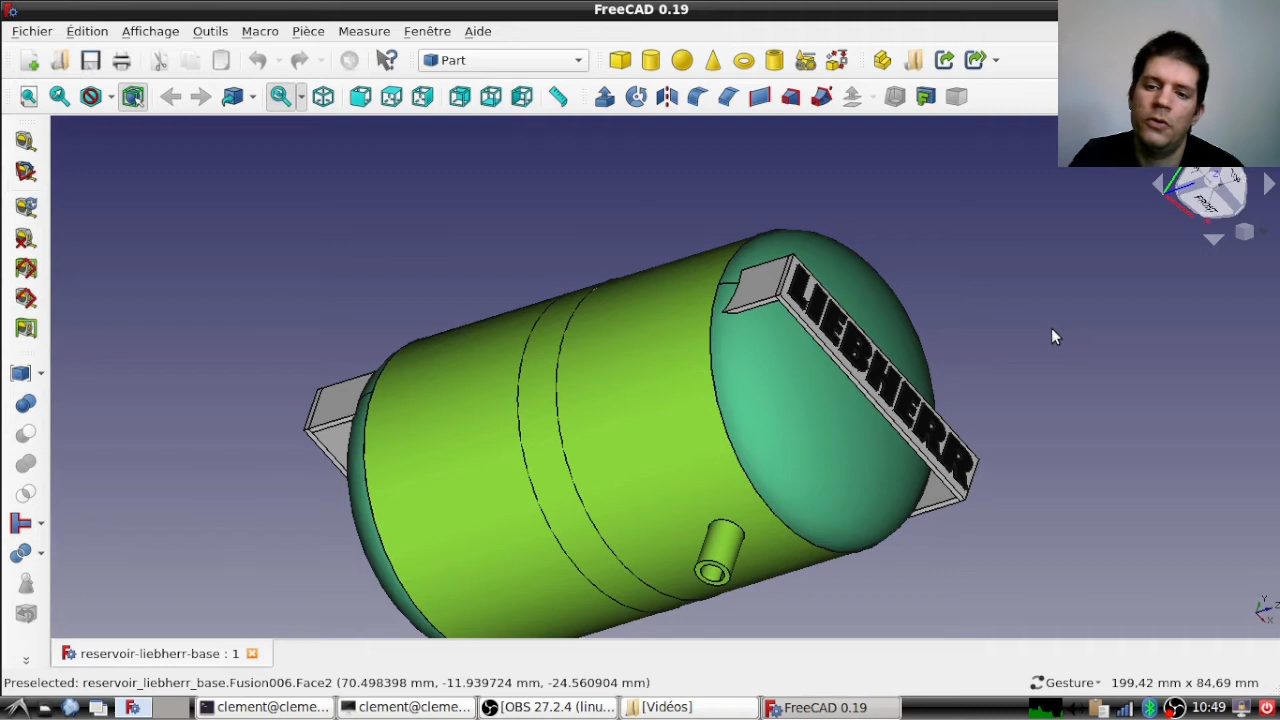 FreeCAD 0.19
Fichier Édition Affichage Outils Macro Pièce Measure Fenêtre Aide
Part
LIEBHERR
FRONT
Y
Z
X
reservoir-liebherr-base : 1
Preselected: reservoir_liebherr_base.Fusion006.Face2 (70.498398 mm, -11.939724 mm, -24.560904 mm)
Gesture 199,42 mm x 84,69 mm
clement@cleme... clement@cleme... [OBS 27.2.4 (linu... [Vidéos] FreeCAD 0.19 10:49